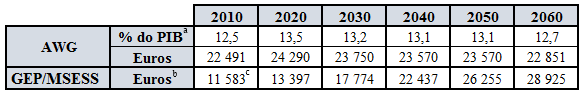 2010 2020 2030 2040 2050 2060
AWG % do PIBª 12,5 13,5 13,2 13,1 13,1 12,7
Euros 22 491 24 290 23 750 23 570 23 570 22 851
GEP/MSESS Eurosᵇ 11 583ᶜ 13 397 17 774 22 437 26 255 28 925